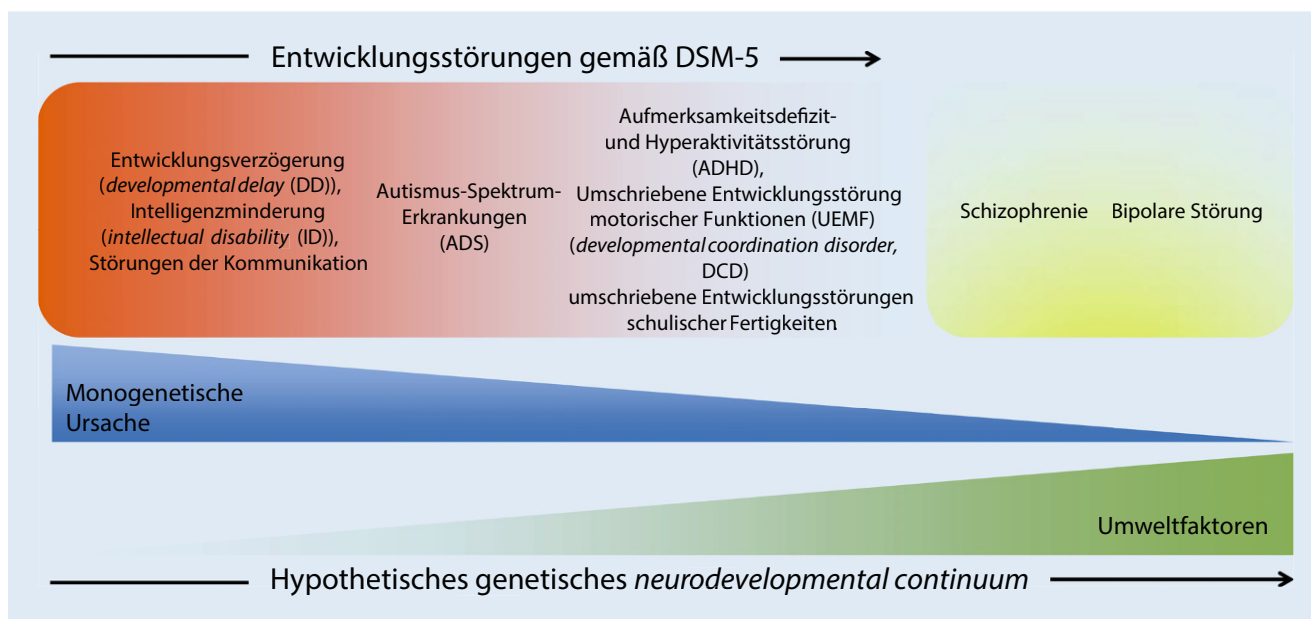 Entwicklungsstörungen gemäß DSM-5
Entwicklungsverzögerung
(developmental delay (DD)),
Intelligenzminderung
(intellectual disability (ID)),
Störungen der Kommunikation
Autismus-Spektrum-
Erkrankungen
(ADS)
Aufmerksamkeitsdefizit-
und Hyperaktivitätsstörung
(ADHD),
Umschriebene Entwicklungsstörung
motorischer Funktionen (UEMF)
(developmental coordination disorder,
DCD)
umschriebene Entwicklungsstörungen
schulischer Fertigkeiten
Schizophrenie
Bipolare Störung
Monogenetische
Ursache
Umweltfaktoren
Hypothetisches genetisches neurodevelopmental continuum